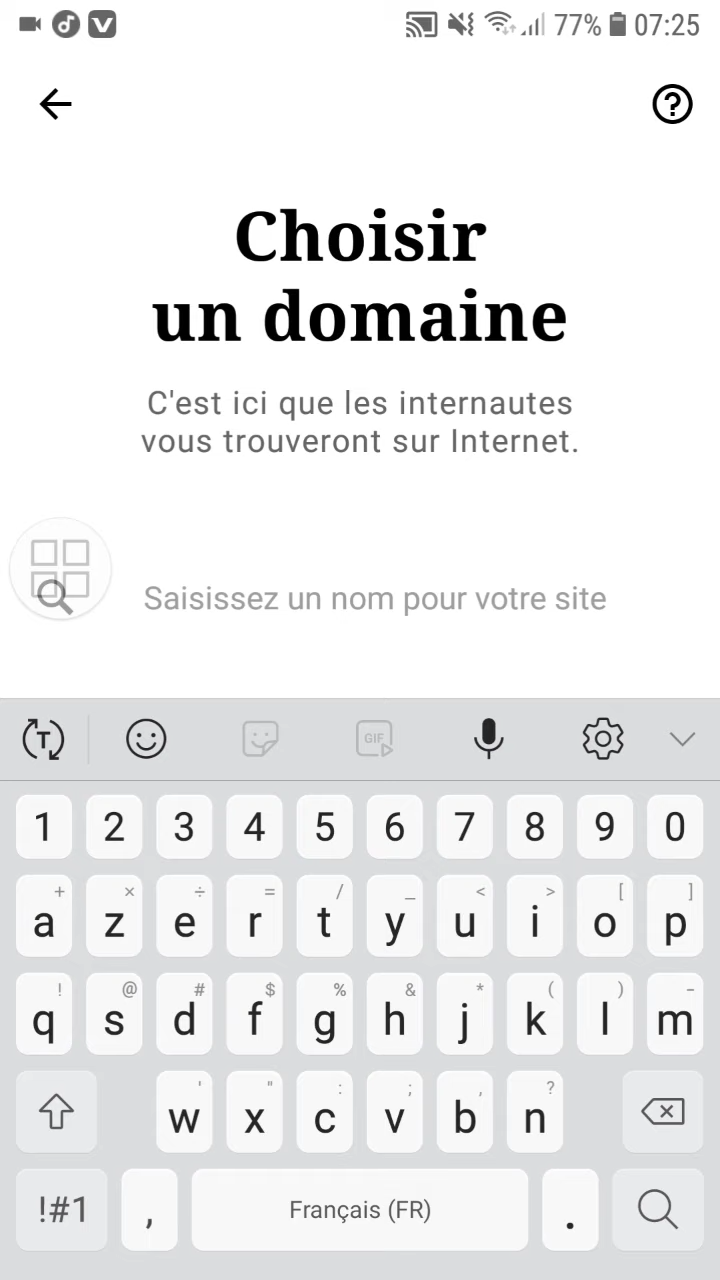 77% 07:25
Choisir
un domaine
C'est ici que les internautes
vous trouveront sur Internet.
Saisissez un nom pour votre site
T GIF
1 2 3 4 5 6 7 8 9 0
+ × ÷ = / _ < > [ ]
a z e r t y u i o p
! @ # $ % & * ( ) -
q s d f g h j k l m
' " : ; , ?
w x c v b n
!#1 , Français (FR) .